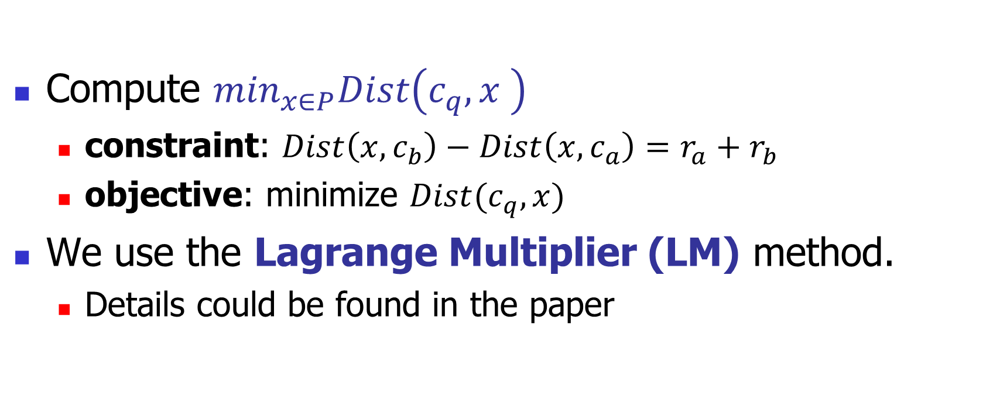 Compute min_{x∈P} Dist(c_q, x )
constraint: Dist(x, c_b) − Dist(x, c_a) = r_a + r_b
objective: minimize Dist(c_q, x)
We use the Lagrange Multiplier (LM) method.
Details could be found in the paper